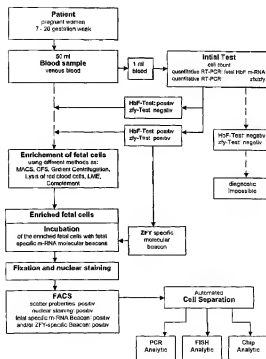 Patient
pregnant women
7 - 20 gestation week
50 ml
Blood sample
venous blood
1 ml
blood
Intial Test
cell count
quantitative RT-PCR: fetal HbF m-RNA
quantitative RT-PCR:
HbF-Test: positiv
zfy-Test: negativ
HbF-Test: positiv
zfy-Test: positiv
HbF-Test: negativ
zfy-Test: negativ
diagnostic
impossible
Enrichement of fetal cells
using different methods as:
MACS, CFS, Gradient Centrifugation,
Lysis of red blood cells, LME,
Complement
Enriched fetal cells
Incubation
of the enriched fetal cells with fetal
specific m-RNA molecular beacons
ZFY specific
molecular
beacon
Fixation and nuclear staining
FACS
scatter properties: positiv
nuclear staining: positiv
fetal specific m-RNA Beacon: positiv
and/or ZFY-specific Beacon: positiv
Automated
Cell Separation
PCR
Analytic
FISH
Analytic
Chip
Analytic